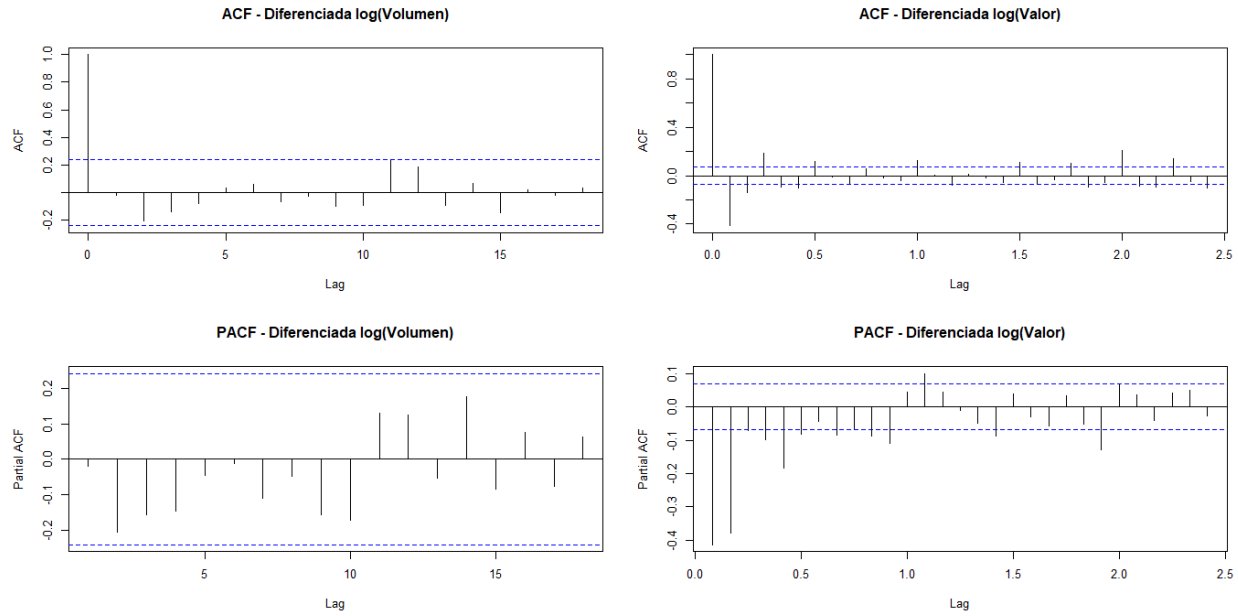 ACF - Diferenciada log(Volumen)
ACF
-0.2 0.2 0.4 0.6 0.8 1.0
0 5 10 15
Lag
ACF - Diferenciada log(Valor)
ACF
-0.4 0.0 0.4 0.8
0.0 0.5 1.0 1.5 2.0 2.5
Lag
PACF - Diferenciada log(Volumen)
Partial ACF
-0.2 -0.1 0.0 0.1 0.2
5 10 15
Lag
PACF - Diferenciada log(Valor)
Partial ACF
-0.4 -0.3 -0.2 -0.1 0.0 0.1
0.0 0.5 1.0 1.5 2.0 2.5
Lag